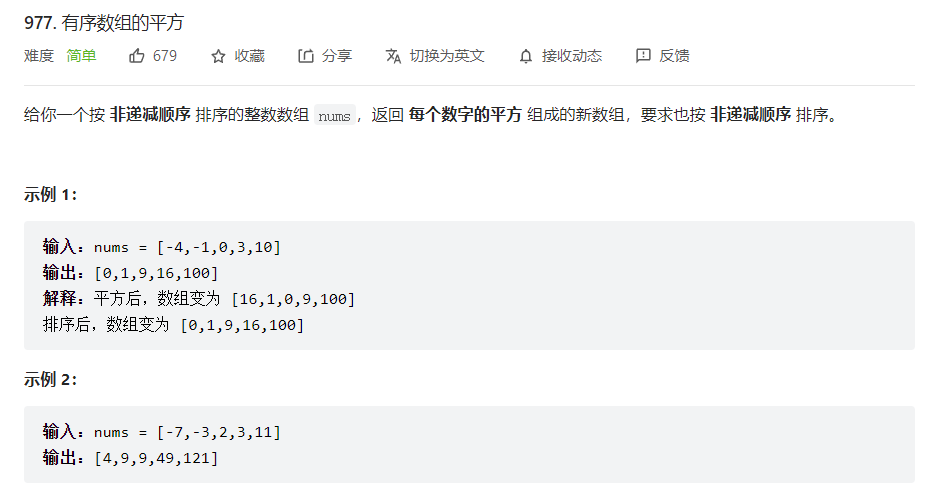 977. 有序数组的平方
难度 简单 679 收藏 分享 切换为英文 接收动态 反馈
给你一个按 非递减顺序 排序的整数数组 nums，返回 每个数字的平方 组成的新数组，要求也按 非递减顺序 排序。
示例 1：
输入：nums = [-4,-1,0,3,10]
输出：[0,1,9,16,100]
解释：平方后，数组变为 [16,1,0,9,100]
排序后，数组变为 [0,1,9,16,100]
示例 2：
输入：nums = [-7,-3,2,3,11]
输出：[4,9,9,49,121]